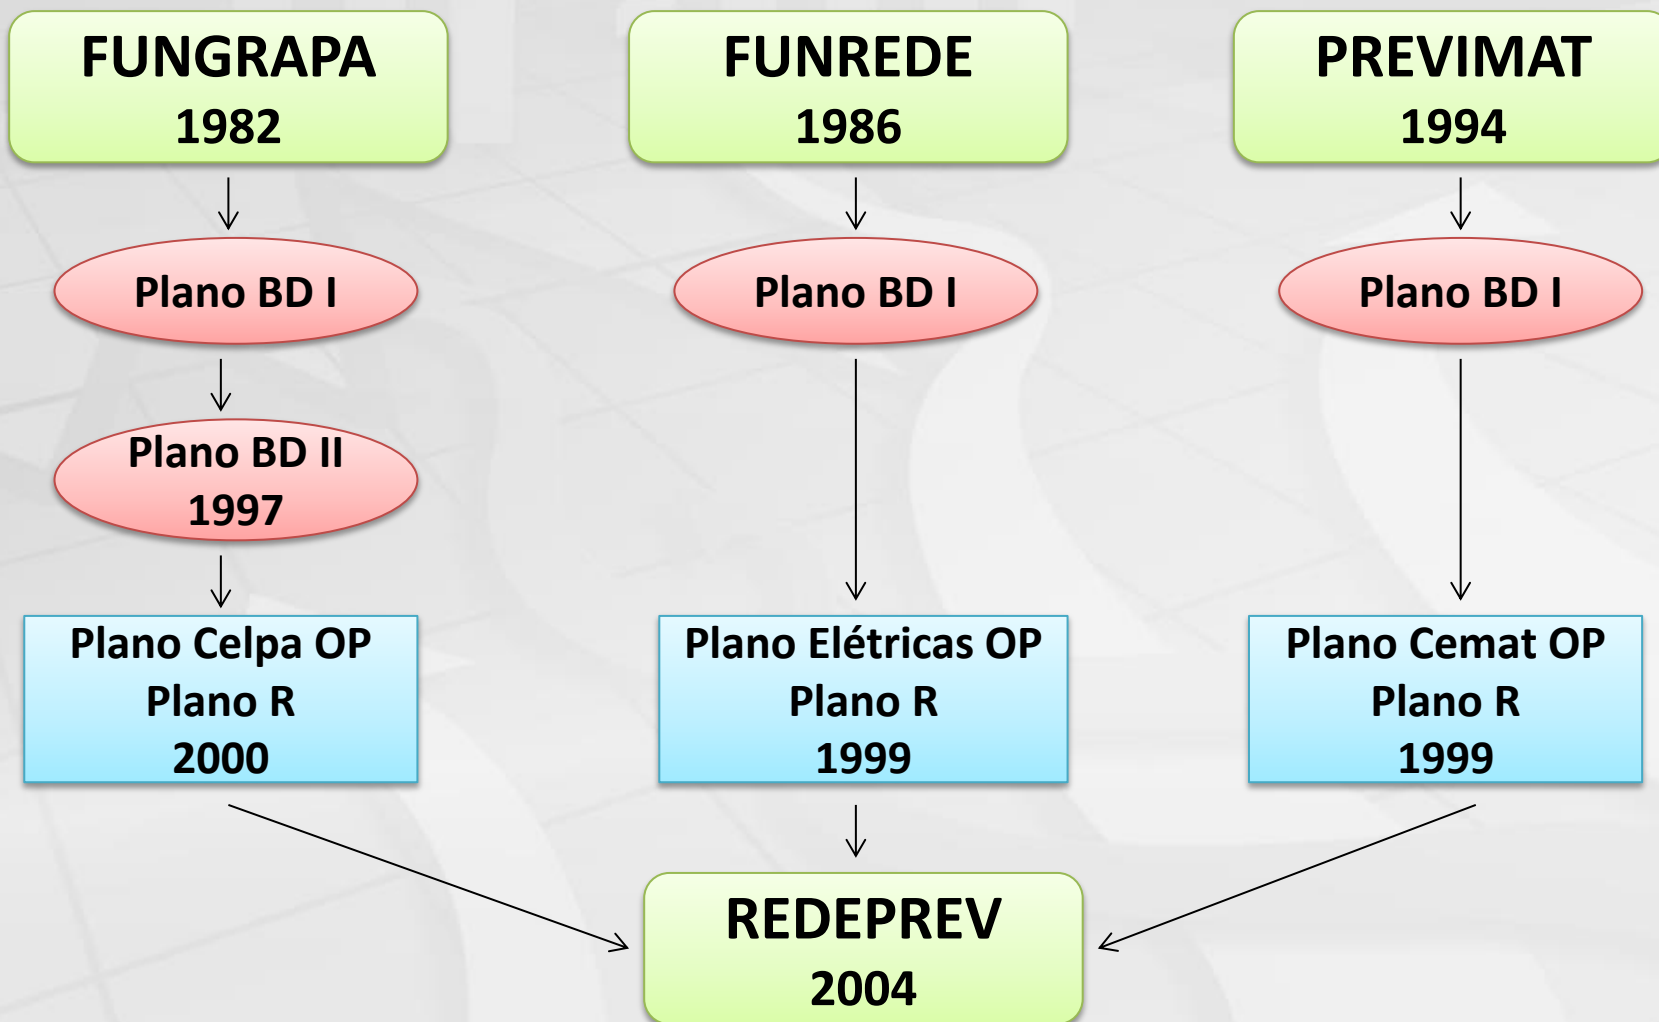 FUNGRAPA
1982
FUNREDE
1986
PREVIMAT
1994
Plano BD I
Plano BD I
Plano BD I
Plano BD II
1997
Plano Celpa OP
Plano R
2000
Plano Elétricas OP
Plano R
1999
Plano Cemat OP
Plano R
1999
REDEPREV
2004